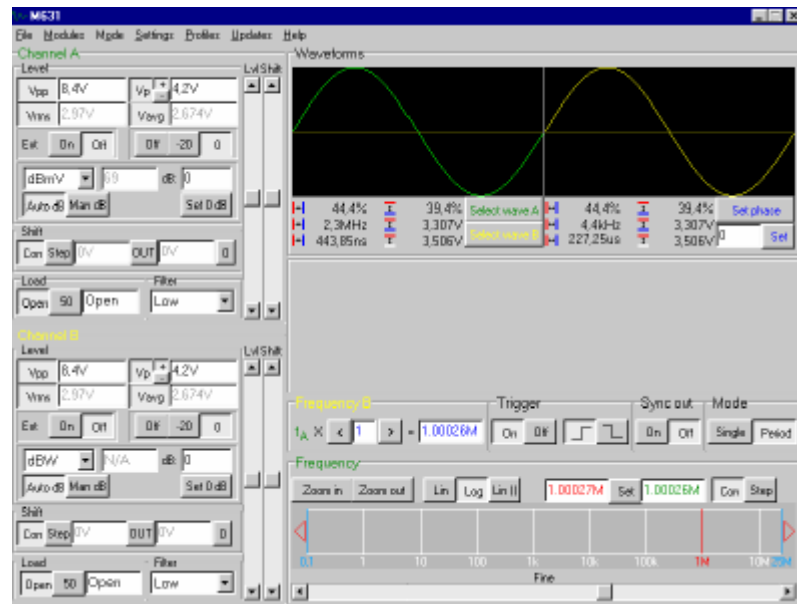 M631
File Modules Mode Settings Profiles Updates Help
Channel A
Level
Lvl Shift
Vpp 8,4V Vp + - 4,2V
Vrms 2,97V Vavg 2,674V
Ext On Off Off -20 0
dBmV 69 dB: 0
Auto dB Man dB Set 0 dB
Shift
Con Step 0V OUT 0V 0
Load Filter
Open 50 Open Low
Channel B
Level
Lvl Shift
Vpp 8.4V Vp + - 4.2V
Vrms 2.97V Vavg 2.674V
Ext On Off Off -20 0
dBW N/A dB: 0
Auto dB Man dB Set 0 dB
Shift
Con Step 0V OUT 0V 0
Load Filter
Open 50 Open Low
Waveforms
44,4% 39,4% Select wave A 44,4% 39,4% Set phase
2,3MHz 3,307V Select wave B 4,4kHz 3,307V 0 Set
443,85ns 3,506V 227,25us 3,506V
Frequency B
fA X < 1 > = 1.00026M
Trigger
On Off
Sync out
On Off
Mode
Single Period
Frequency
Zoom in Zoom out Lin Log Lin II 1.00027M Set 1.00026M Con Step
0.1 1 10 100 1k 10k 100k 1M 10M 25M
Fine